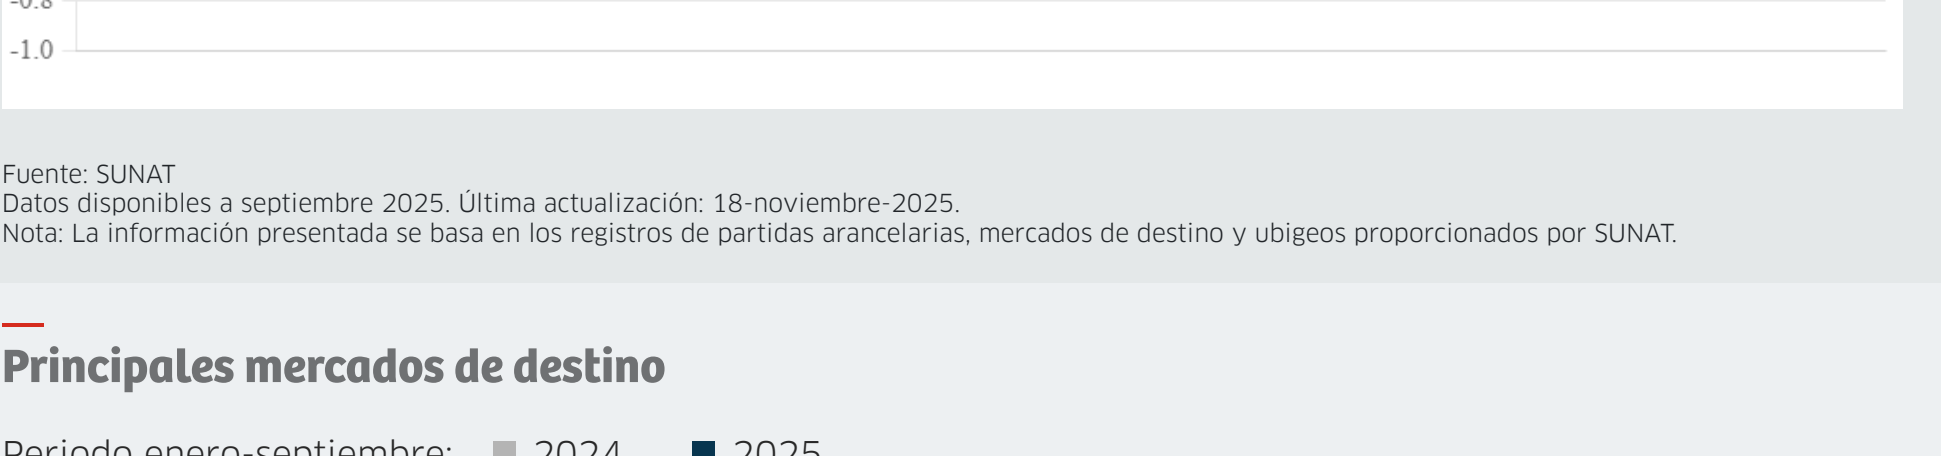 -0.8
-1.0
Fuente: SUNAT
Datos disponibles a septiembre 2025. Última actualización: 18-noviembre-2025.
Nota: La información presentada se basa en los registros de partidas arancelarias, mercados de destino y ubigeos proporcionados por SUNAT.
Principales mercados de destino
Periodo enero-septiembre: 2024 2025